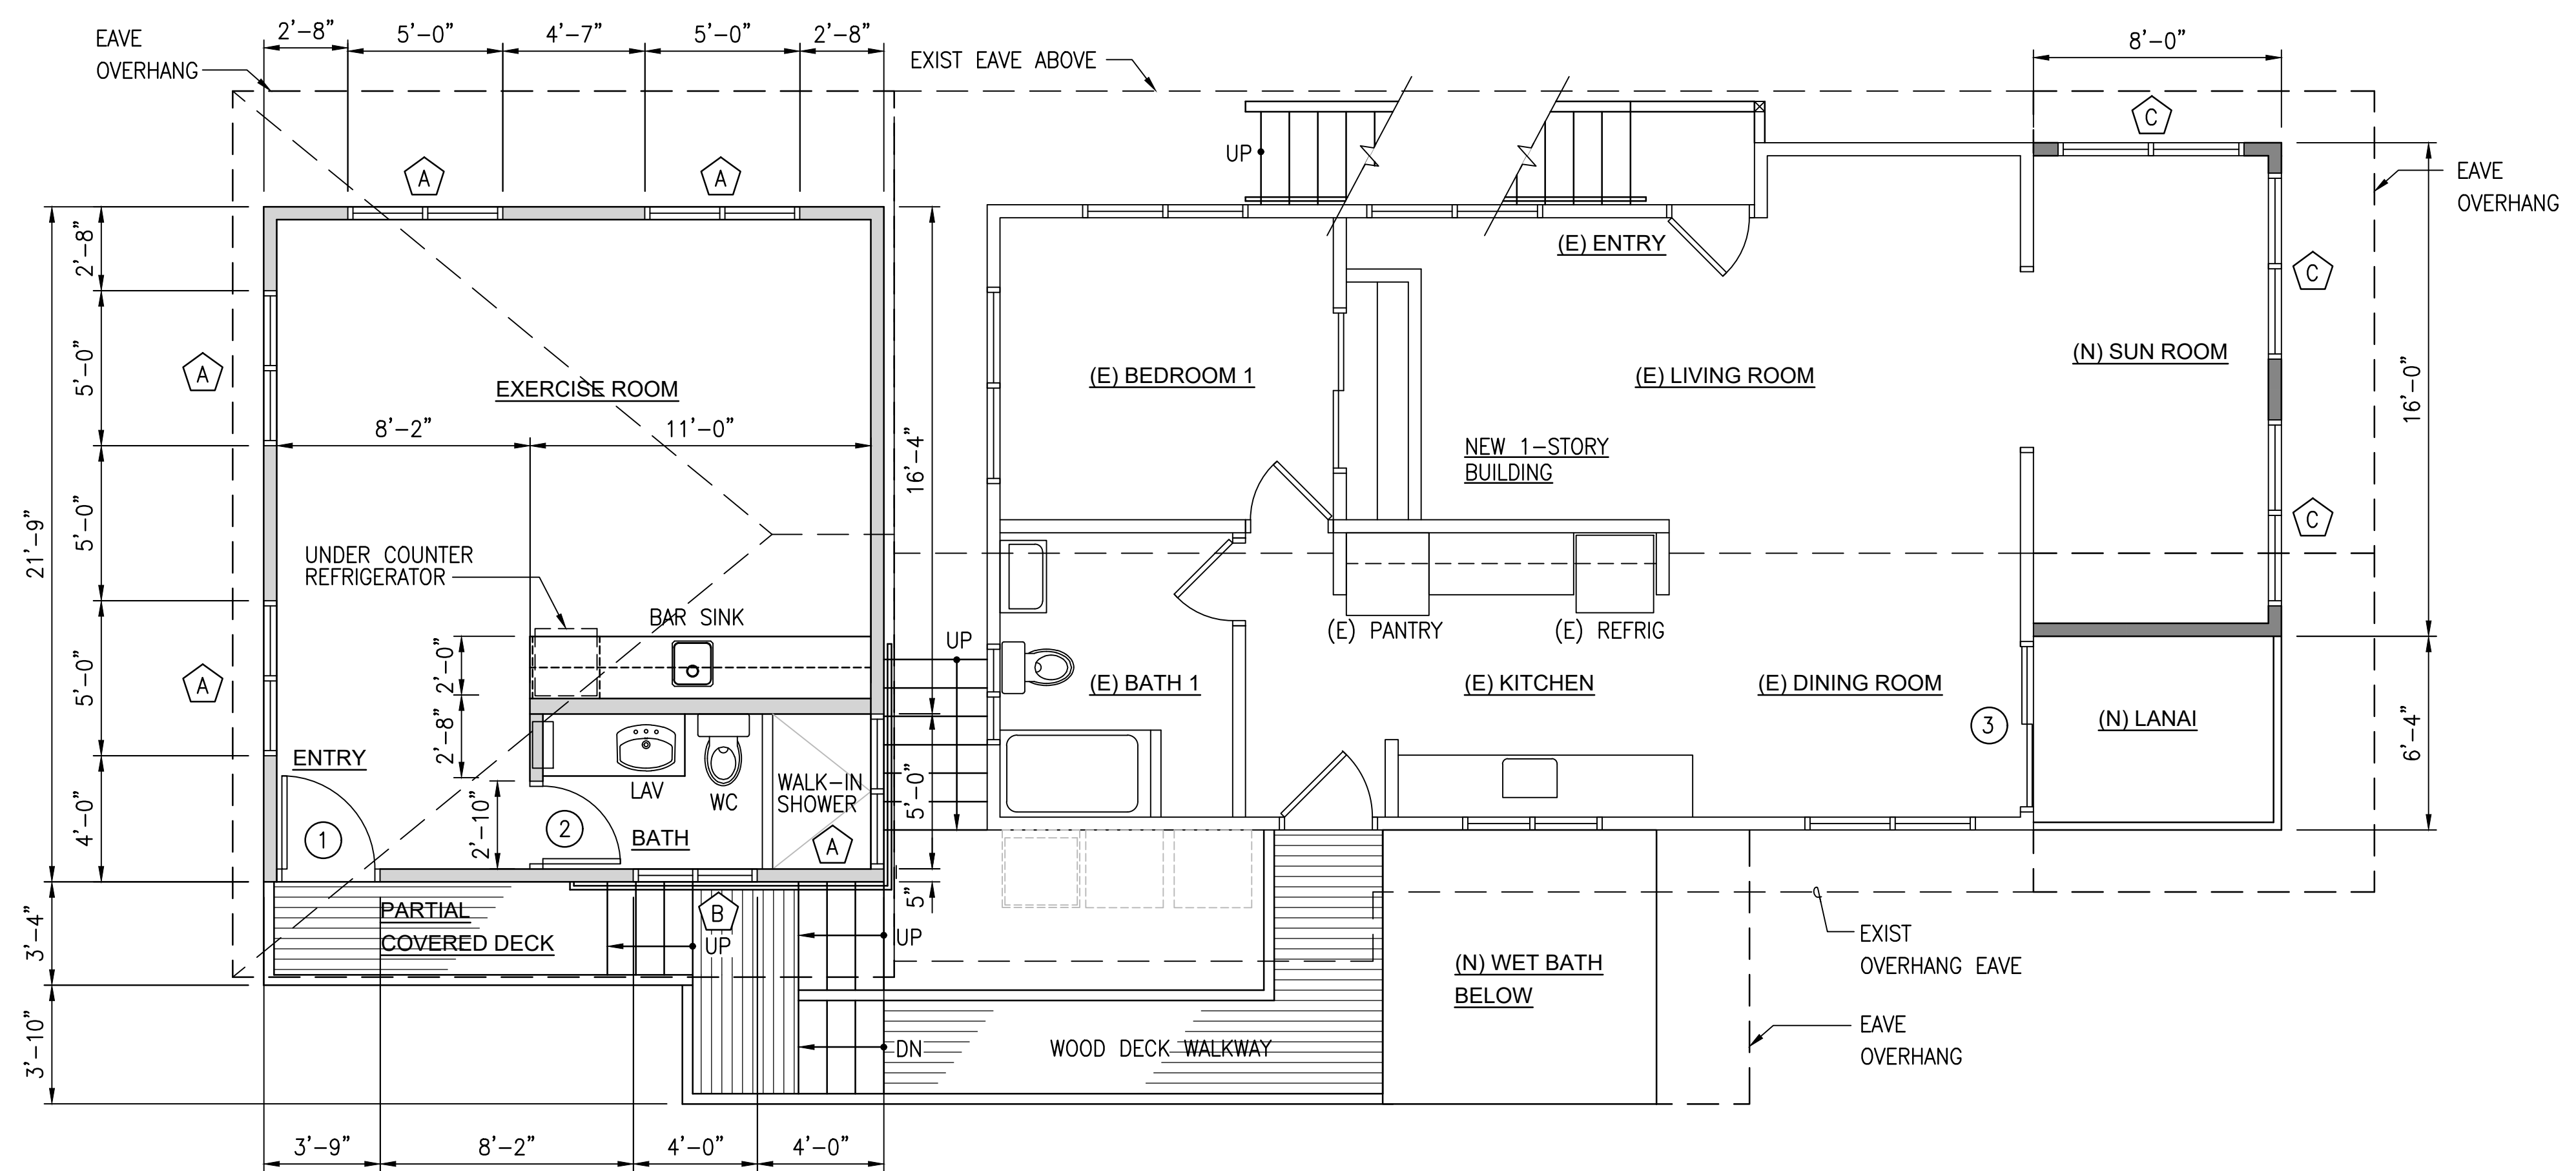 2'-8" 5'-0" 4'-7" 5'-0" 2'-8"
EAVE
OVERHANG
EXIST EAVE ABOVE
8'-0"
C
EAVE
OVERHANG
A
A
UP
2'-8"
5'-0"
5'-0"
5'-0"
4'-0"
21'-9"
3'-4"
3'-10"
A
A
EXERCISE ROOM
8'-2"
11'-0"
16'-4"
5'-0"
5"
UNDER COUNTER
REFRIGERATOR
BAR SINK
2'-0"
2'-8"
2'-10"
ENTRY
1
2
LAV
WC
BATH
WALK-IN
SHOWER
A
B
PARTIAL
COVERED DECK
UP
UP
DN
UP
(E) ENTRY
(E) BEDROOM 1
(E) LIVING ROOM
NEW 1-STORY
BUILDING
(N) SUN ROOM
C
C
16'-0"
6'-4"
(E) PANTRY
(E) REFRIG
(E) BATH 1
(E) KITCHEN
(E) DINING ROOM
3
(N) LANAI
(N) WET BATH
BELOW
EXIST
OVERHANG EAVE
EAVE
OVERHANG
WOOD DECK WALKWAY
3'-9" 8'-2" 4'-0" 4'-0"